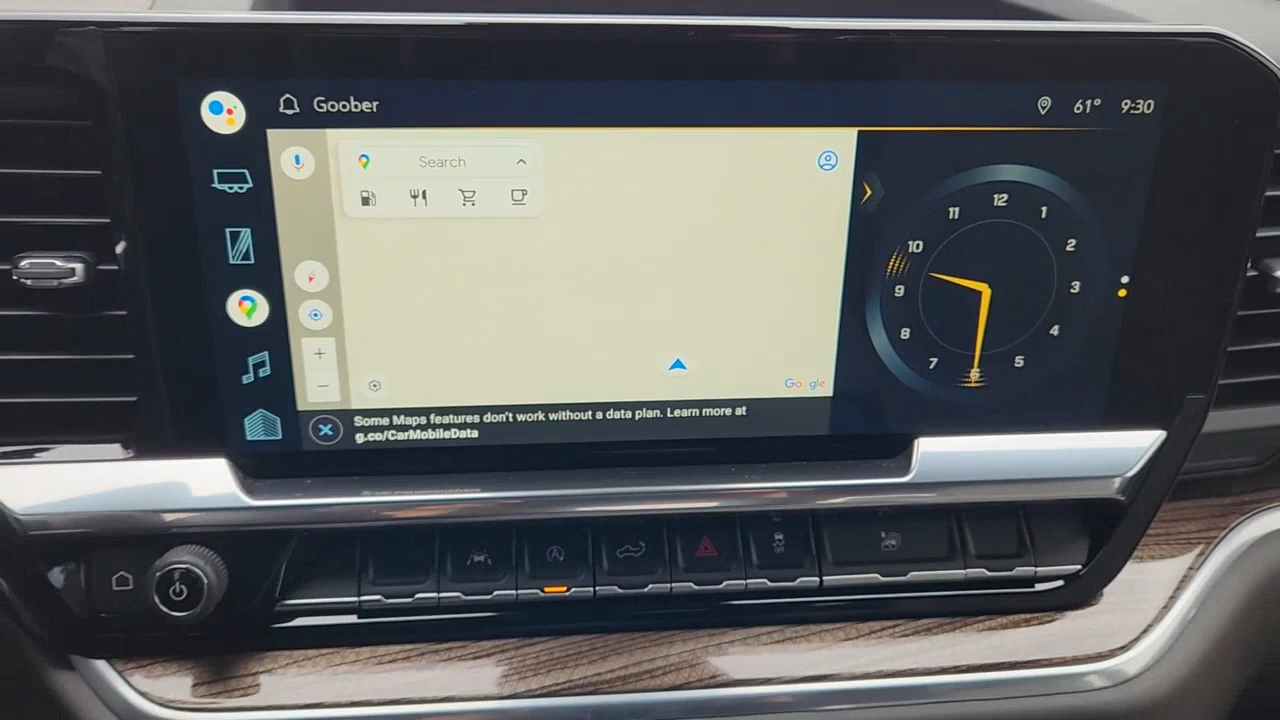 Goober
61° 9:30
Search
12
11 1
10 2
9 3
8 4
7 5
6
+
−
Google
Some Maps features don't work without a data plan. Learn more at
g.co/CarMobileData
A